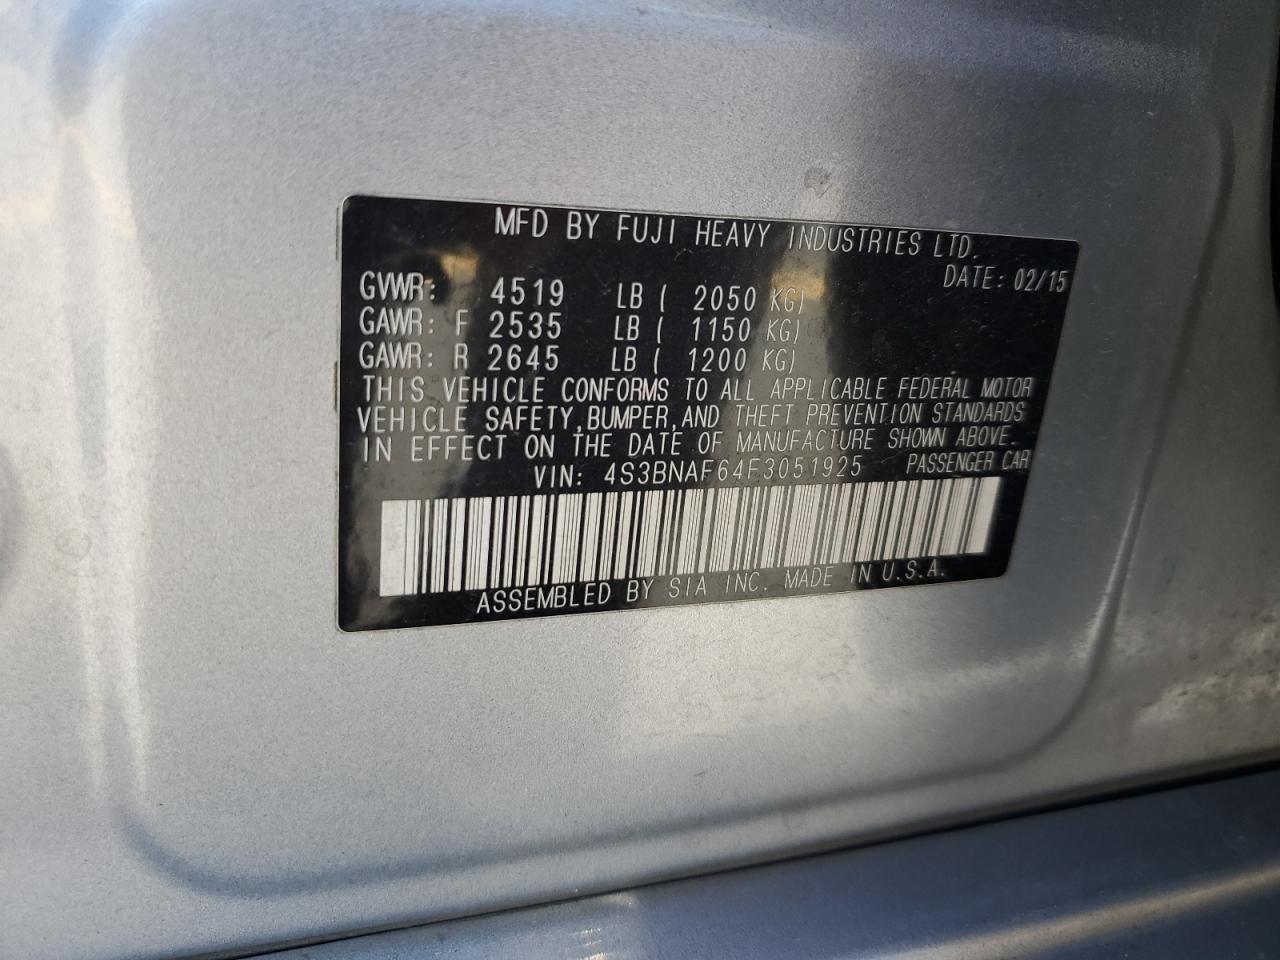 MFD BY FUJI HEAVY INDUSTRIES LTD.
DATE: 02/15
GVWR: 4519 LB ( 2050 KG)
GAWR: F 2535 LB ( 1150 KG)
GAWR: R 2645 LB ( 1200 KG)
THIS VEHICLE CONFORMS TO ALL APPLICABLE FEDERAL MOTOR
VEHICLE SAFETY, BUMPER, AND THEFT PREVENTION STANDARDS
IN EFFECT ON THE DATE OF MANUFACTURE SHOWN ABOVE.
VIN: 4S3BNAF64F3051925 PASSENGER CAR
ASSEMBLED BY SIA INC. MADE IN U.S.A.